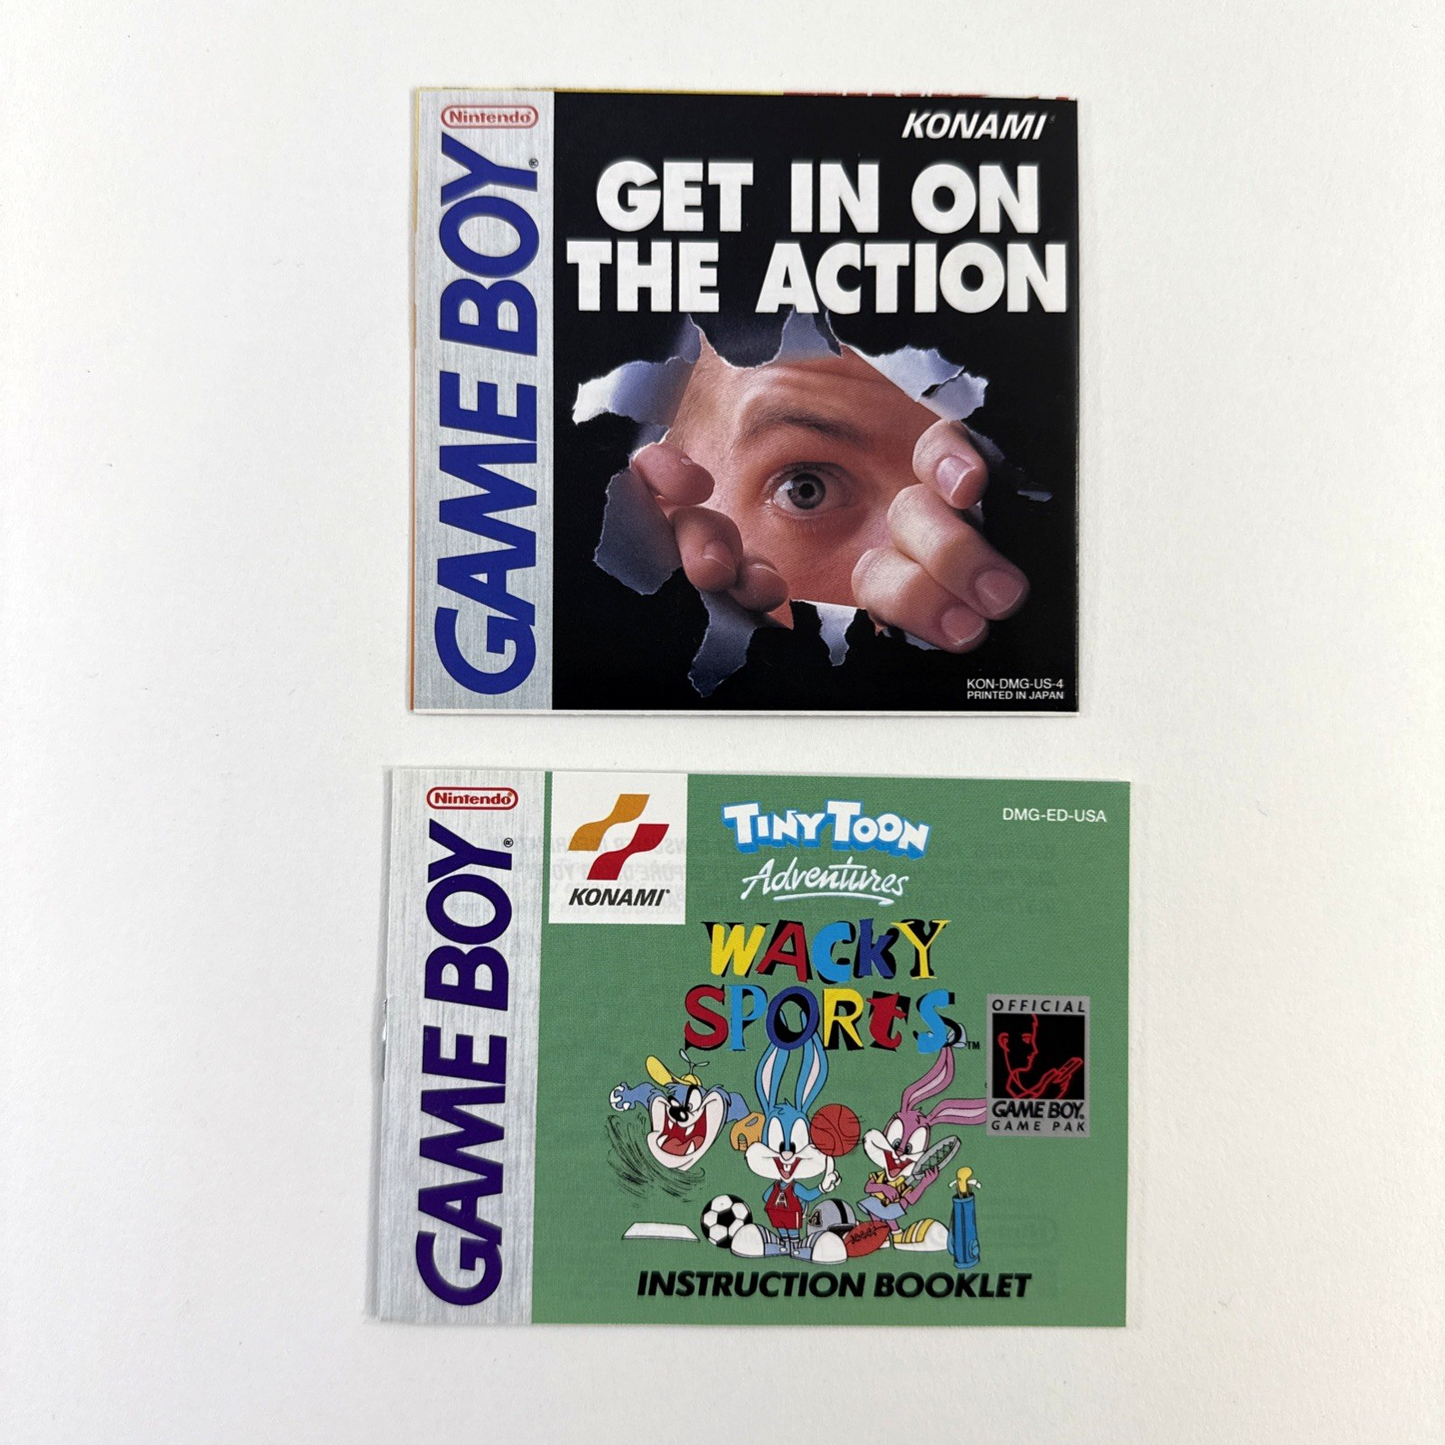 Nintendo
GAME BOY®
KONAMI®
GET IN ON
THE ACTION
KON-DMG-US-4
PRINTED IN JAPAN
Nintendo
GAME BOY®
KONAMI®
TINY TOON
Adventures
WACKY
SPORTS™
DMG-ED-USA
OFFICIAL
GAME BOY®
GAME PAK
INSTRUCTION BOOKLET